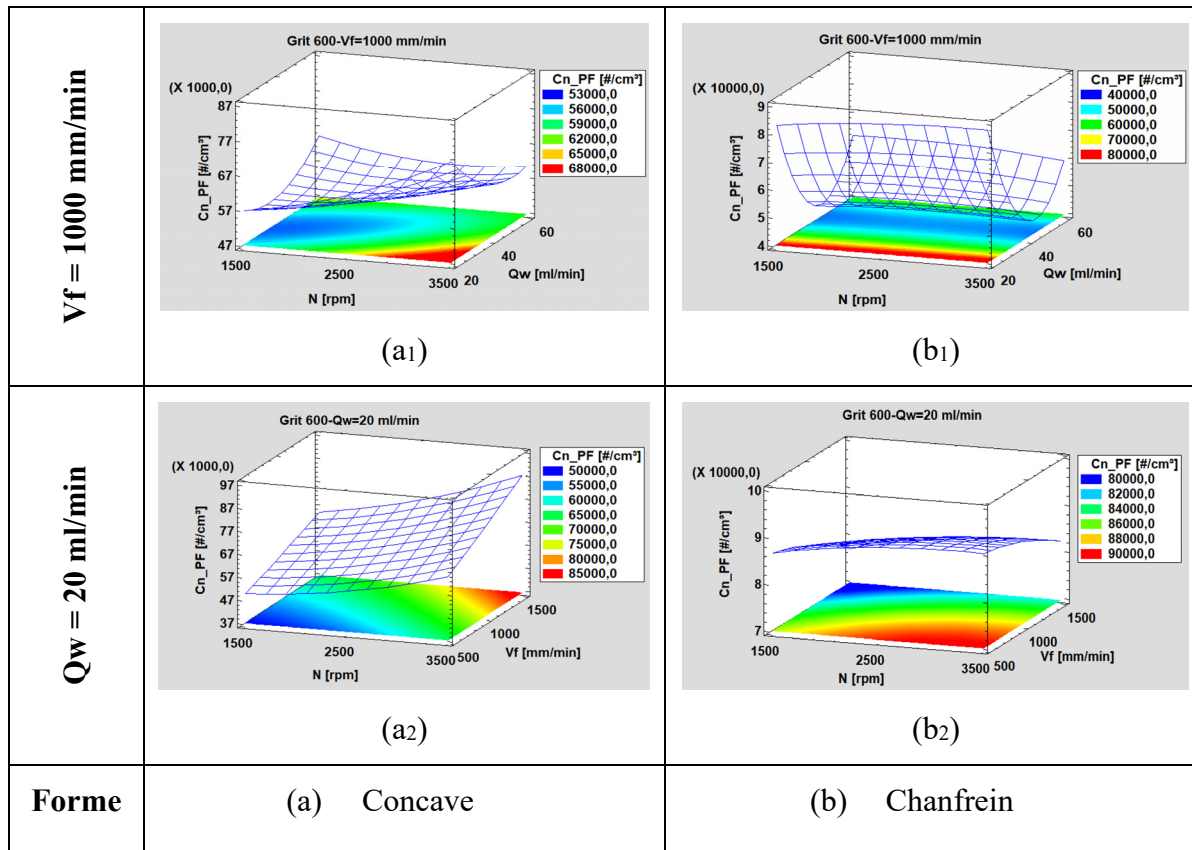 Vf = 1000 mm/min
Grit 600-Vf=1000 mm/min
(X 1000,0)
Cn_PF [#/cm³]
53000,0
56000,0
59000,0
62000,0
65000,0
68000,0
87
77
67
57
47
Cn_PF [#/cm³]
1500
2500
3500
N [rpm]
20
40
60
Qw [ml/min]
(a1)
Grit 600-Vf=1000 mm/min
(X 10000,0)
Cn_PF [#/cm³]
40000,0
50000,0
60000,0
70000,0
80000,0
9
8
7
6
5
4
Cn_PF [#/cm³]
1500
2500
3500
N [rpm]
20
40
60
Qw [ml/min]
(b1)
Qw = 20 ml/min
Grit 600-Qw=20 ml/min
(X 1000,0)
Cn_PF [#/cm³]
50000,0
55000,0
60000,0
65000,0
70000,0
75000,0
80000,0
85000,0
97
87
77
67
57
47
37
Cn_PF [#/cm³]
1500
2500
3500
N [rpm]
500
1000
1500
Vf [mm/min]
(a2)
Grit 600-Qw=20 ml/min
(X 10000,0)
Cn_PF [#/cm³]
80000,0
82000,0
84000,0
86000,0
88000,0
90000,0
10
9
8
7
Cn_PF [#/cm³]
1500
2500
3500
N [rpm]
500
1000
1500
Vf [mm/min]
(b2)
Forme
(a) Concave
(b) Chanfrein